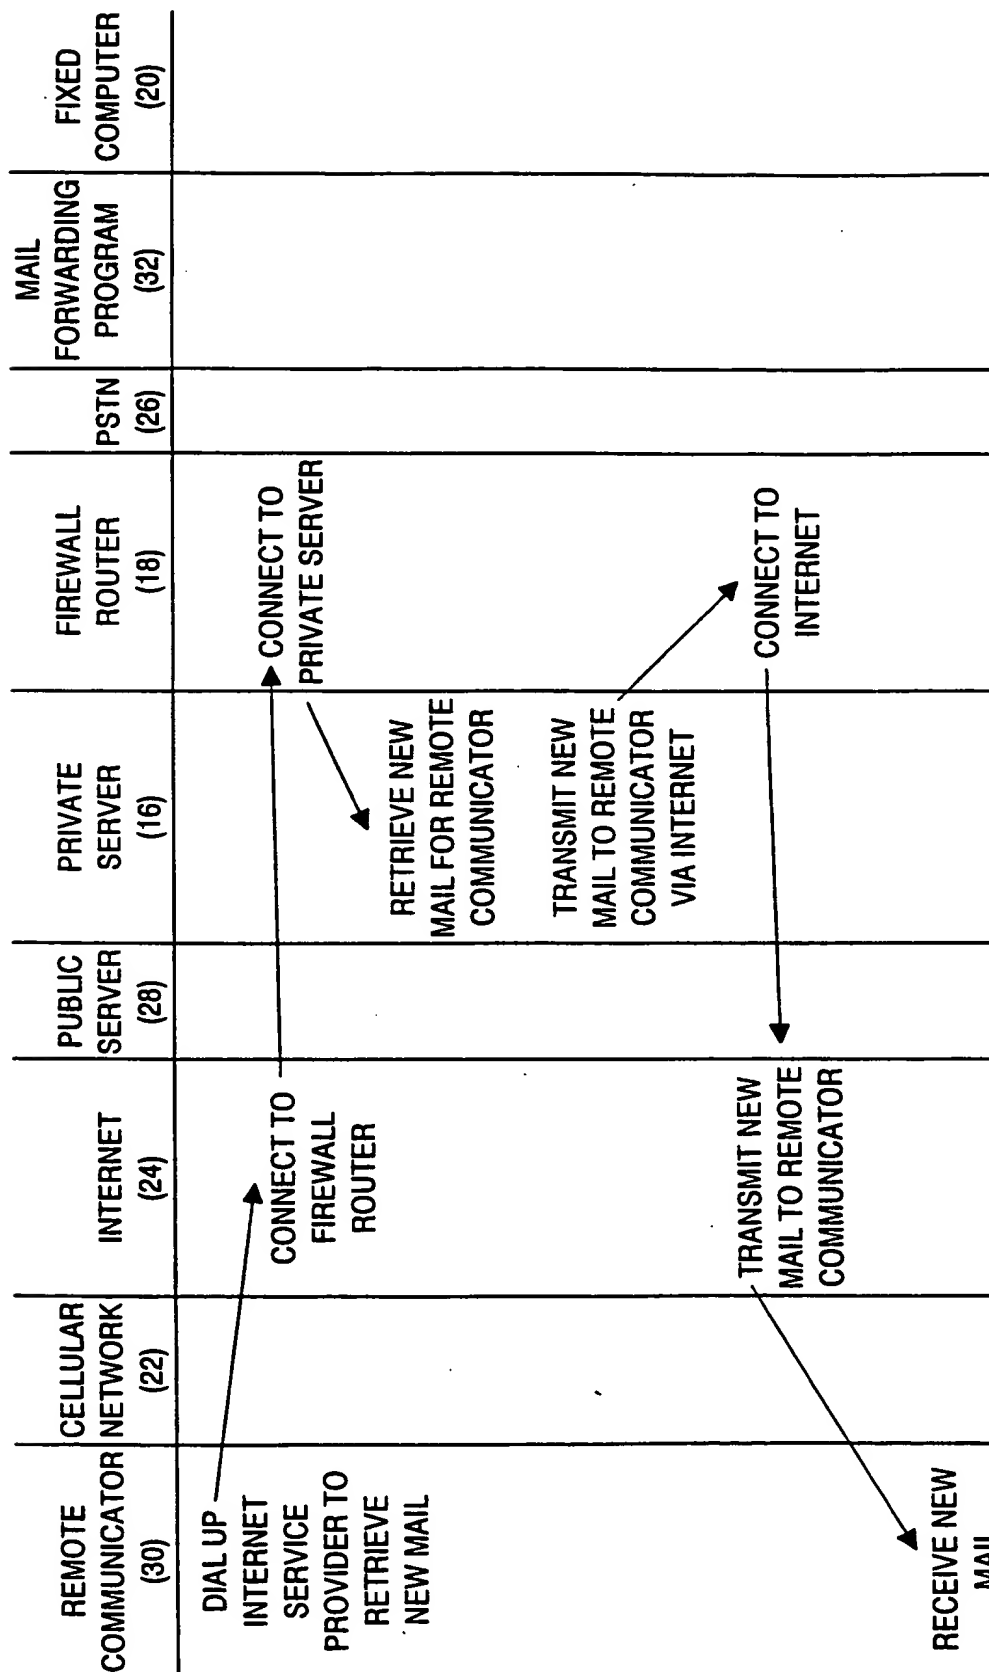 REMOTE
COMMUNICATOR
(30)
CELLULAR
NETWORK
(22)
INTERNET
(24)
PUBLIC
SERVER
(28)
PRIVATE
SERVER
(16)
FIREWALL
ROUTER
(18)
PSTN
(26)
MAIL
FORWARDING
PROGRAM
(32)
FIXED
COMPUTER
(20)
DIAL UP
INTERNET
SERVICE
PROVIDER TO
RETRIEVE
NEW MAIL
CONNECT TO
FIREWALL
ROUTER
CONNECT TO
PRIVATE SERVER
RETRIEVE NEW
MAIL FOR REMOTE
COMMUNICATOR
TRANSMIT NEW
MAIL TO REMOTE
COMMUNICATOR
VIA INTERNET
CONNECT TO
INTERNET
TRANSMIT NEW
MAIL TO REMOTE
COMMUNICATOR
RECEIVE NEW
MAIL